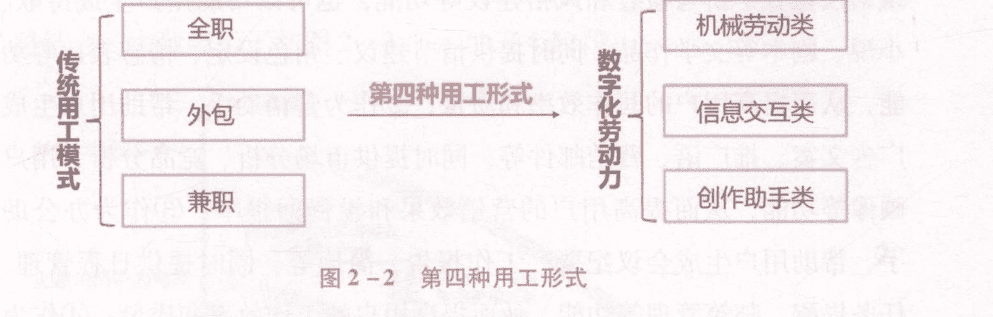 传统用工模式
全职
外包
兼职
第四种用工形式
数字化劳动力
机械劳动类
信息交互类
创作助手类
图2-2 第四种用工形式